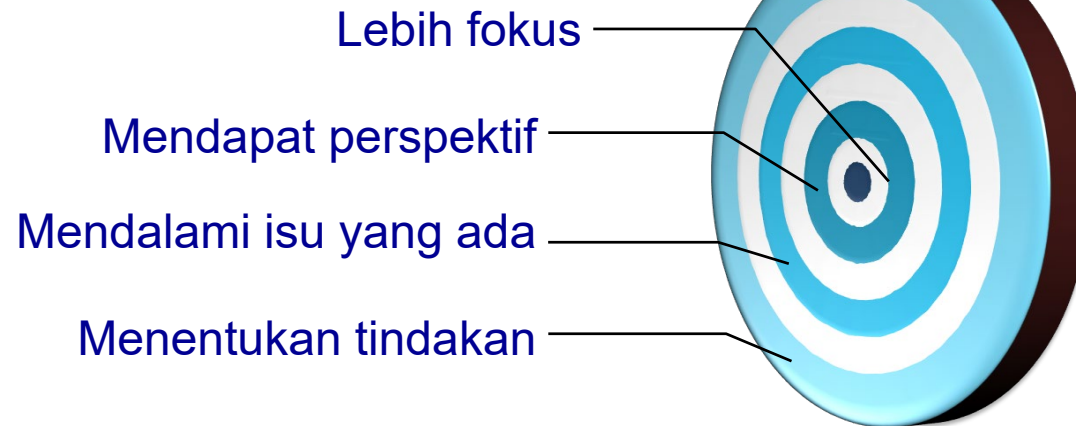 Lebih fokus
Mendapat perspektif
Mendalami isu yang ada
Menentukan tindakan